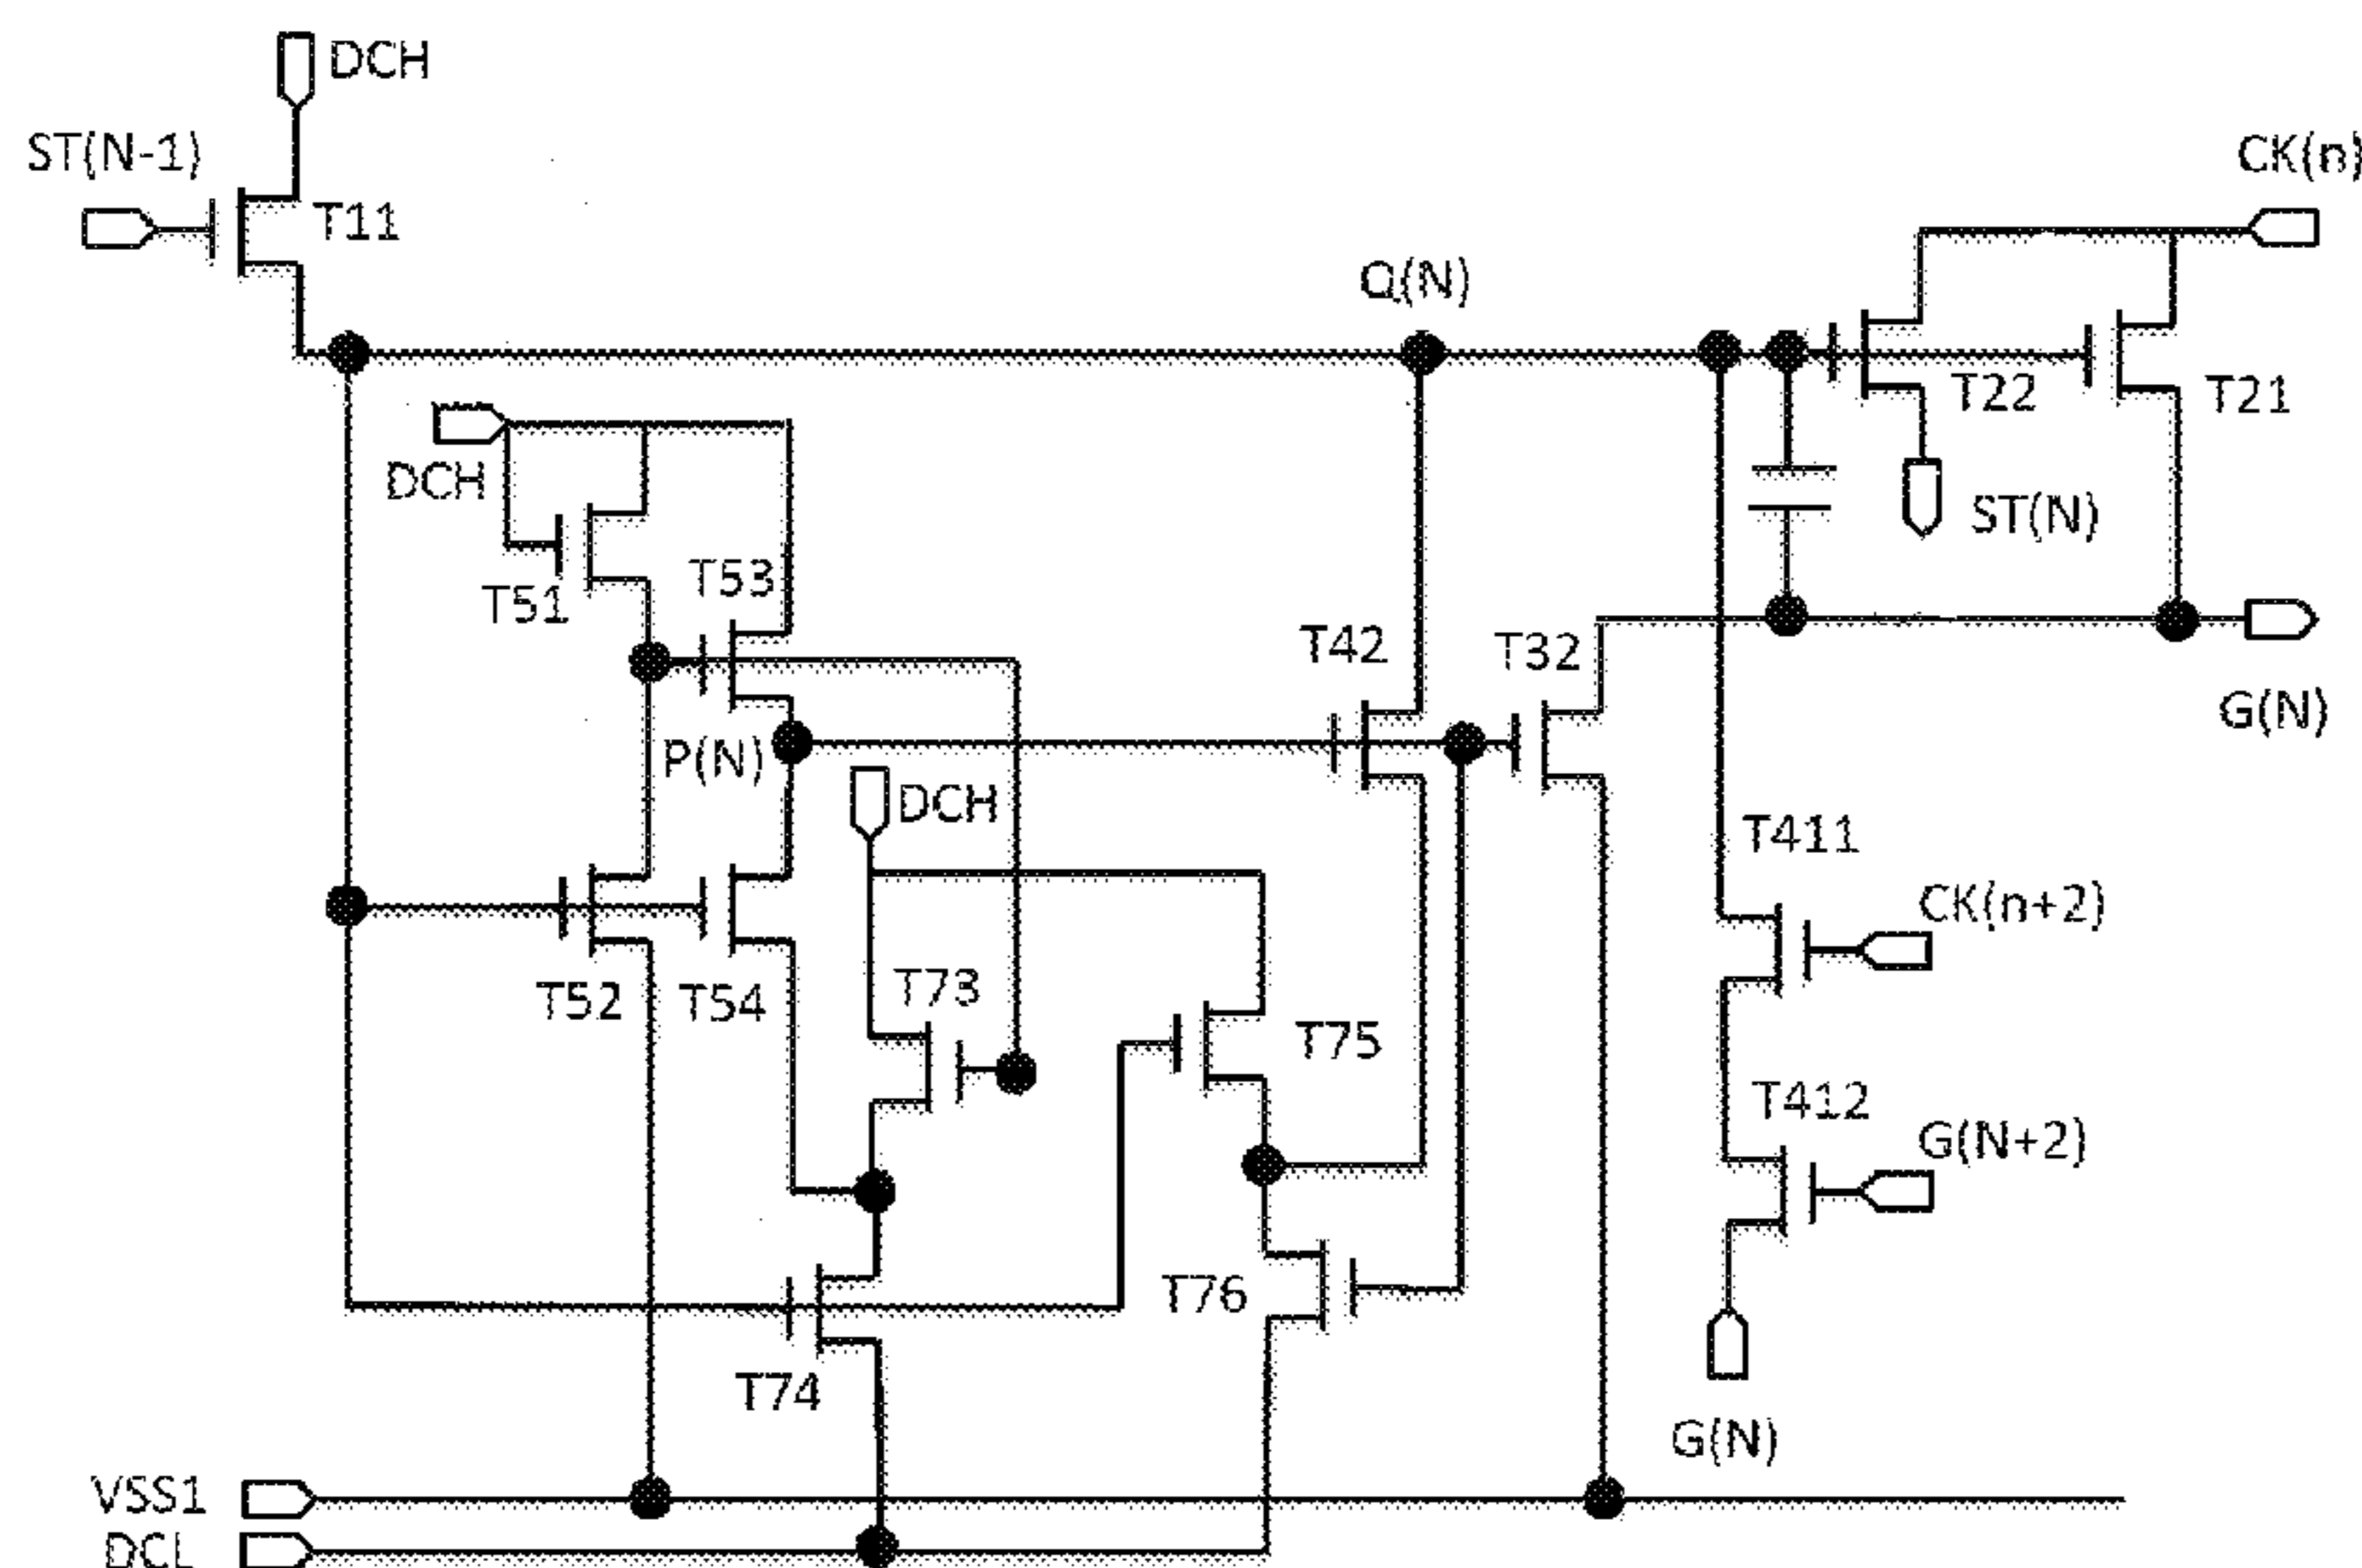 DCH
ST(N-1)
CK(n)
T11
Q(N)
T22
T21
DCH
ST(N)
T53
T51
T42
T32
G(N)
P(N)
DCH
T411
CK(n+2)
T73
T52
T54
T75
T412
G(N+2)
T76
T74
G(N)
VSS1
DCL